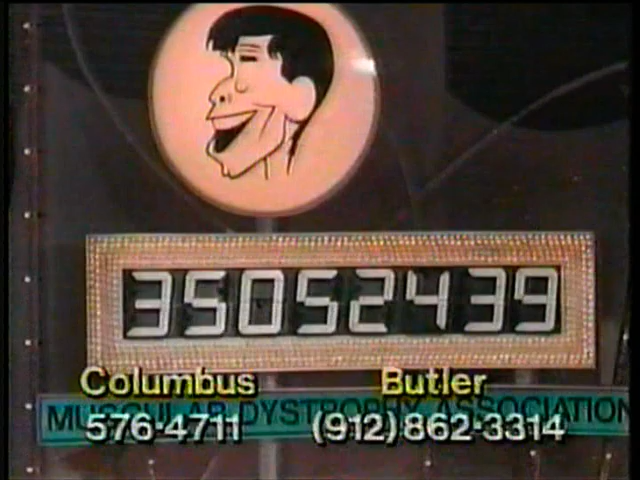 35052439
Columbus Butler
MUSCULAR DYSTROPHY ASSOCIATION
576-4711 (912) 862-3314